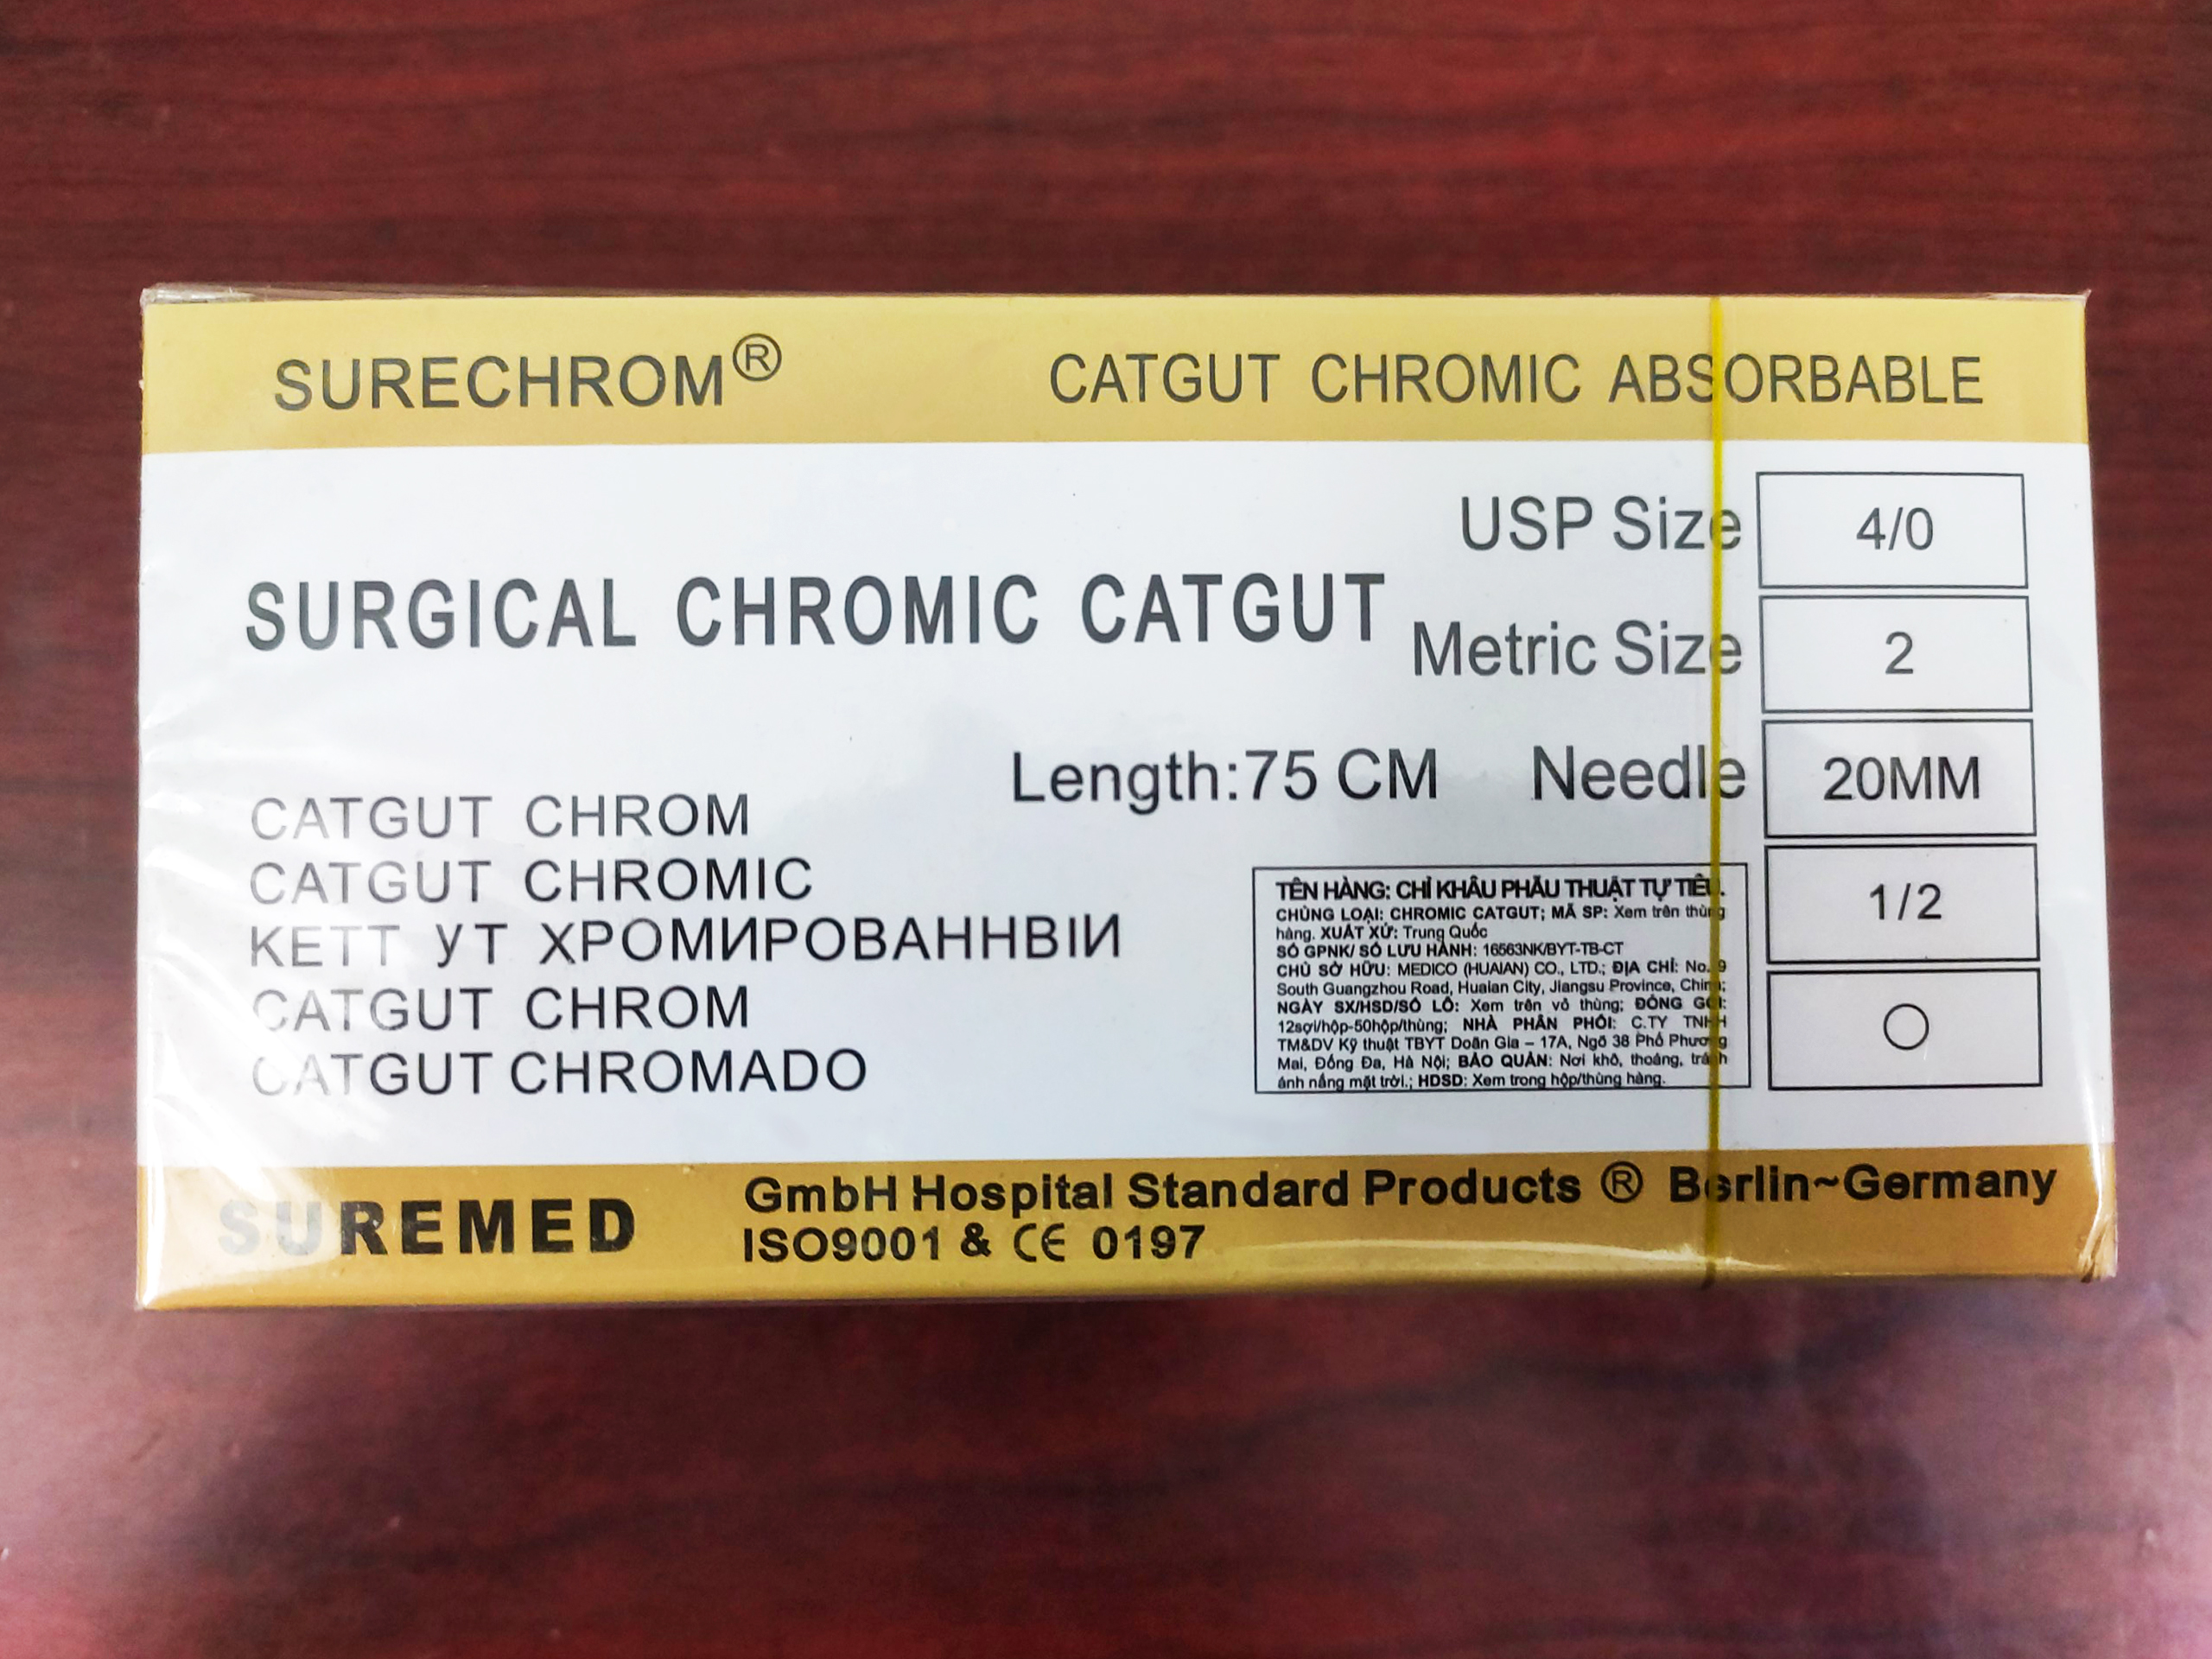 SURECHROM® CATGUT CHROMIC ABSORBABLE
USP Size 4/0
SURGICAL CHROMIC CATGUT
Metric Size 2
Length:75 CM Needle 20MM
CATGUT CHROM
CATGUT CHROMIC
KETT УT ХРОМИРОВАННВIИ
CATGUT CHROM
CATGUT CHROMADO
1/2
TÊN HÀNG: CHỈ KHÂU PHẪU THUẬT TỰ TIÊU.
CHỦNG LOẠI: CHROMIC CATGUT; MÃ SP: Xem trên thùng
hàng. XUẤT XỨ: Trung Quốc
SỐ GPNK/ SỐ LƯU HÀNH: 16563NK/BYT-TB-CT
CHỦ SỞ HỮU: MEDICO (HUAIAN) CO., LTD.; ĐỊA CHỈ: No. 9
South Guangzhou Road, Huaian City, Jiangsu Province, China;
NGÀY SX/HSD/SỐ LÔ: Xem trên vỏ thùng; ĐÓNG GÓI:
12sợi/hộp-50hộp/thùng; NHÀ PHÂN PHỐI: C.TY TNHH
TM&DV Kỹ thuật TBYT Doãn Gia – 17A, Ngõ 38 Phố Phương
Mai, Đống Đa, Hà Nội; BẢO QUẢN: Nơi khô, thoáng, tránh
ánh nắng mặt trời.; HDSD: Xem trong hộp/thùng hàng.
SUREMED
GmbH Hospital Standard Products ® Berlin~Germany
ISO9001 & CE 0197